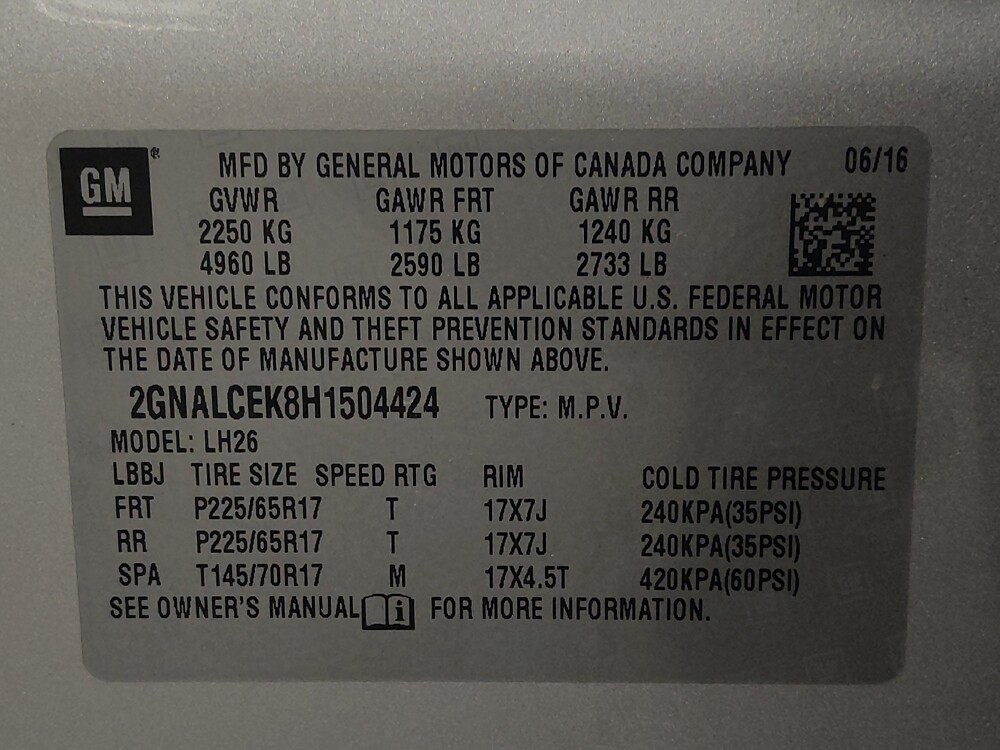 GM®
MFD BY GENERAL MOTORS OF CANADA COMPANY 06/16
GVWR GAWR FRT GAWR RR
2250 KG 1175 KG 1240 KG
4960 LB 2590 LB 2733 LB
THIS VEHICLE CONFORMS TO ALL APPLICABLE U.S. FEDERAL MOTOR
VEHICLE SAFETY AND THEFT PREVENTION STANDARDS IN EFFECT ON
THE DATE OF MANUFACTURE SHOWN ABOVE.
2GNALCEK8H1504424 TYPE: M.P.V.
MODEL: LH26
LBBJ TIRE SIZE SPEED RTG RIM COLD TIRE PRESSURE
FRT P225/65R17 T 17X7J 240KPA(35PSI)
RR P225/65R17 T 17X7J 240KPA(35PSI)
SPA T145/70R17 M 17X4.5T 420KPA(60PSI)
SEE OWNER'S MANUAL i FOR MORE INFORMATION.